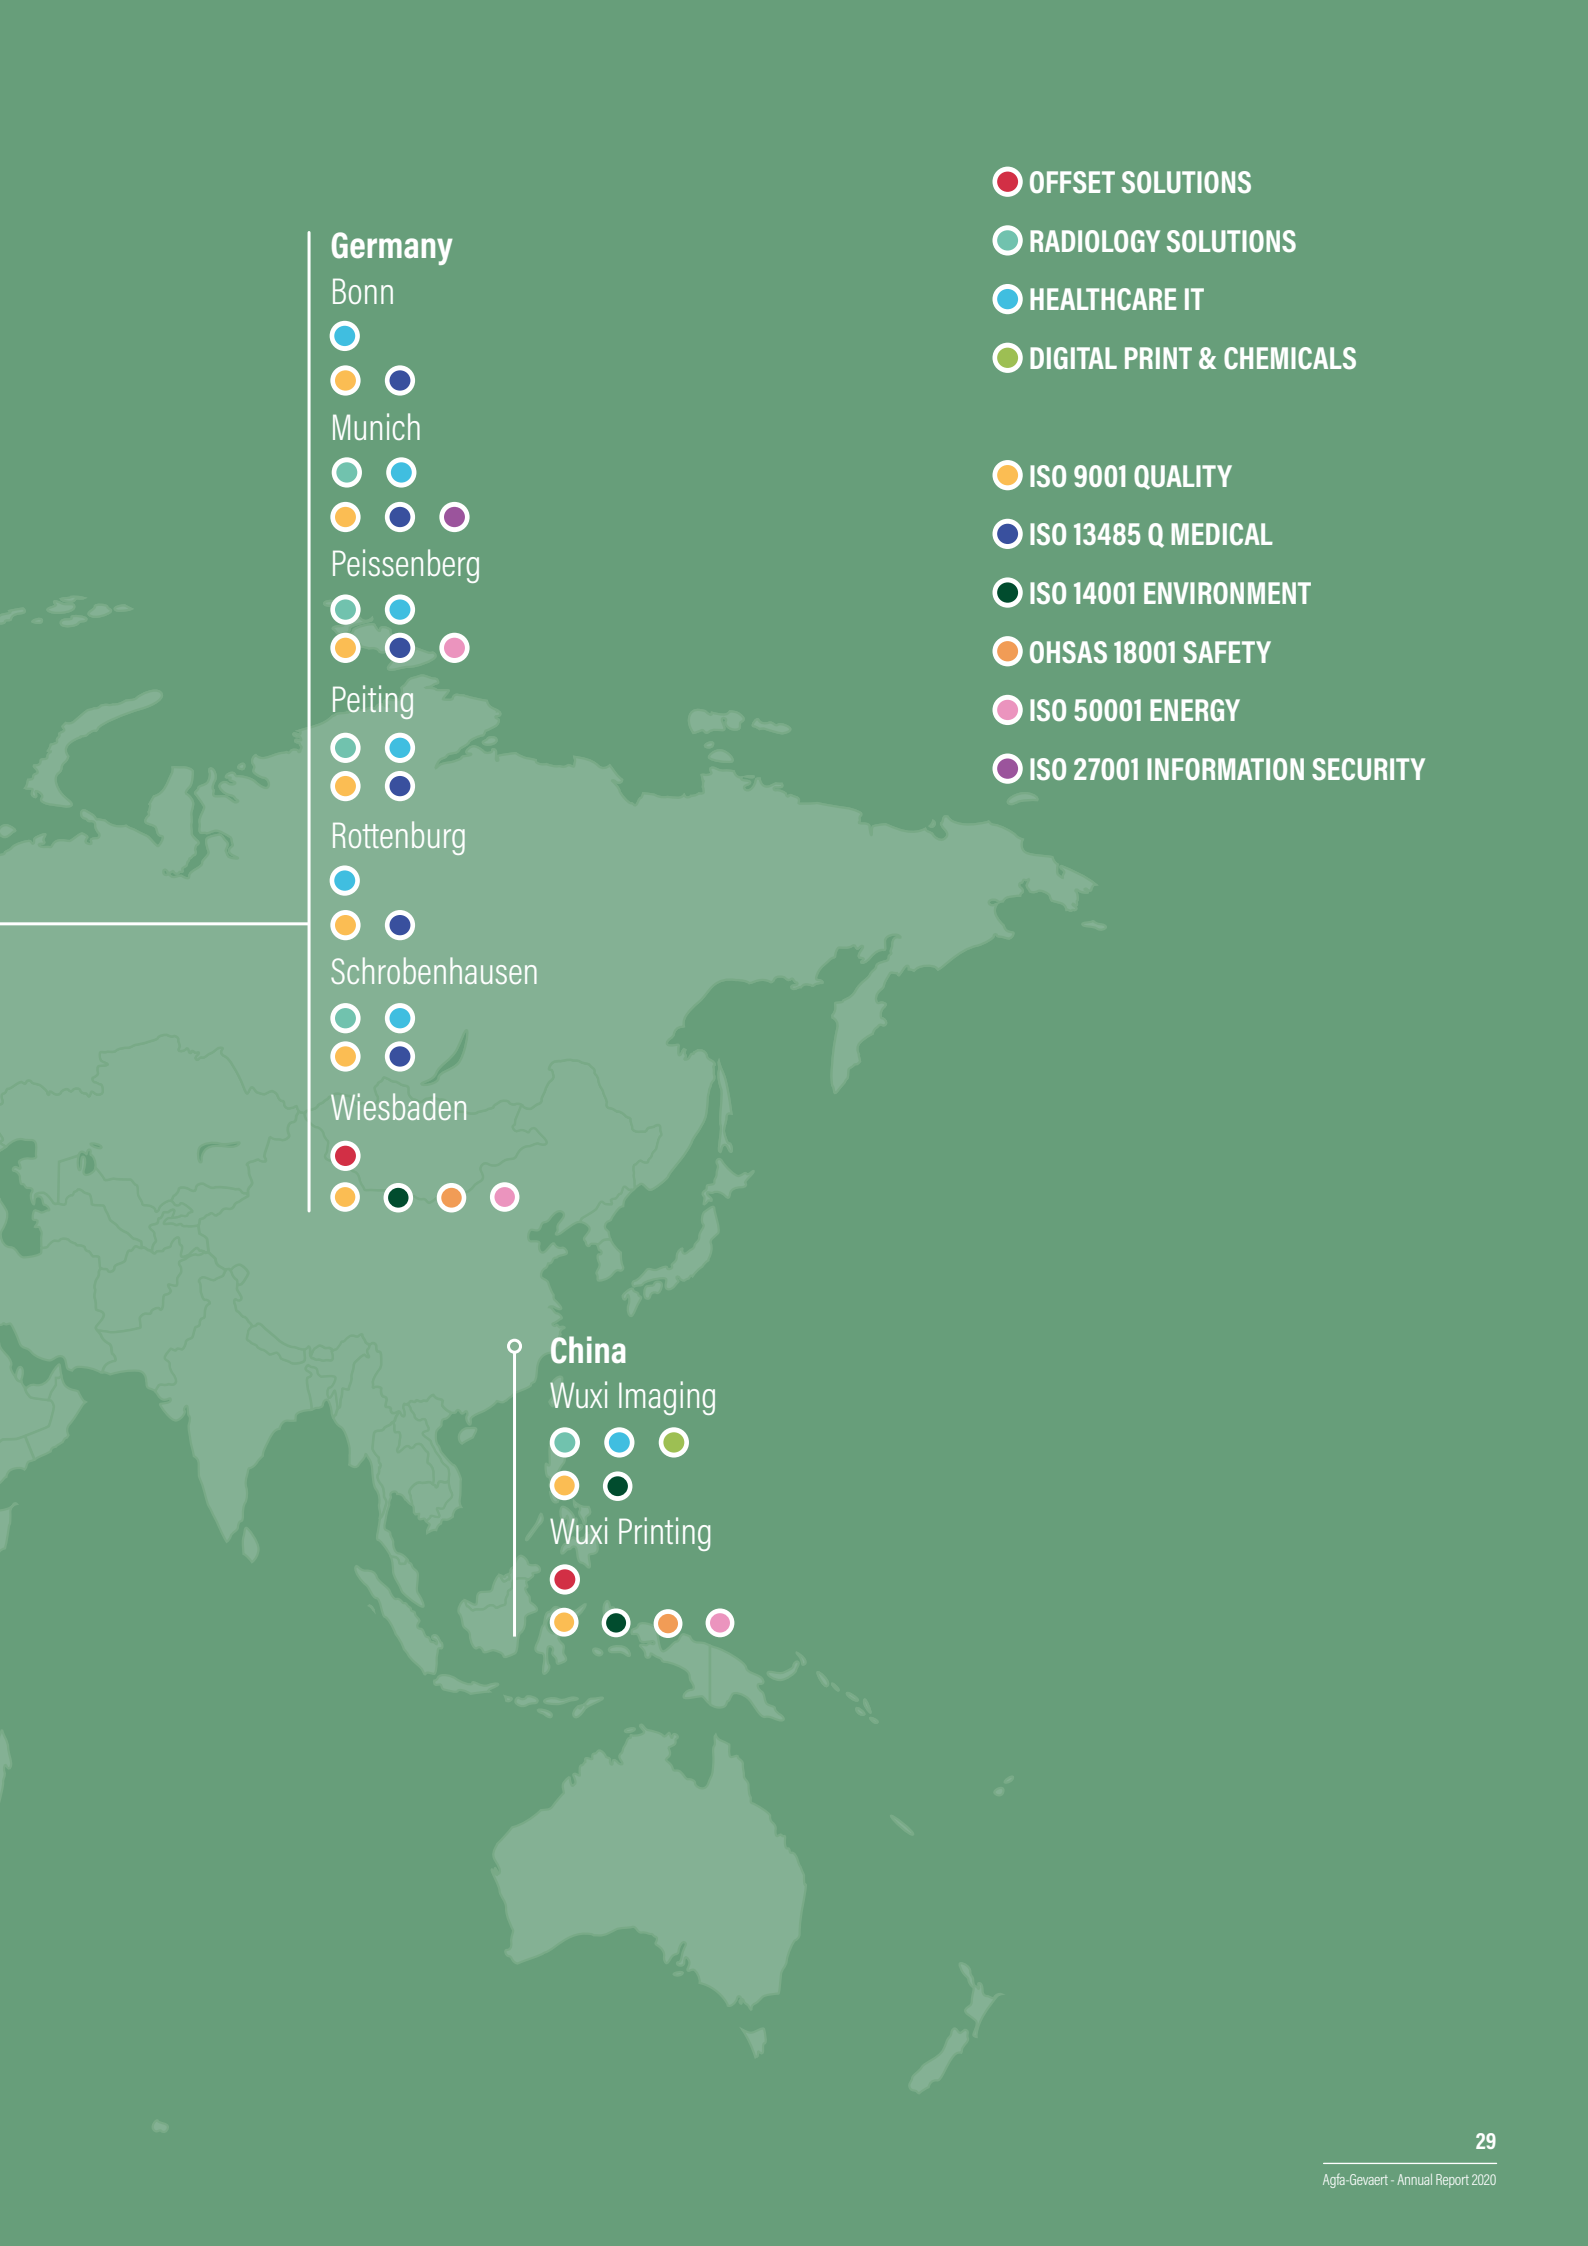 Germany
Bonn
Munich
Peissenberg
Peiting
Rottenburg
Schrobenhausen
Wiesbaden
China
Wuxi Imaging
Wuxi Printing
OFFSET SOLUTIONS
RADIOLOGY SOLUTIONS
HEALTHCARE IT
DIGITAL PRINT & CHEMICALS
ISO 9001 QUALITY
ISO 13485 Q MEDICAL
ISO 14001 ENVIRONMENT
OHSAS 18001 SAFETY
ISO 50001 ENERGY
ISO 27001 INFORMATION SECURITY
29
Agfa-Gevaert - Annual Report 2020